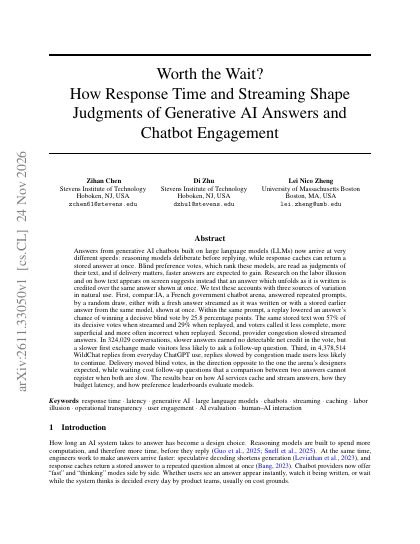 Worth the Wait?
How Response Time and Streaming Shape
Judgments of Generative AI Answers and
Chatbot Engagement
Zihan Chen
Stevens Institute of Technology
Hoboken, NJ, USA
zchen61@stevens.edu
Di Zhu
Stevens Institute of Technology
Hoboken, NJ, USA
dzhu1@stevens.edu
Lei Nico Zheng
University of Massachusetts Boston
Boston, MA, USA
lei.zheng@umb.edu
arXiv:2611.33050v1 [cs.CL] 24 Nov 2026
Abstract
Answers from generative AI chatbots built on large language models (LLMs) now arrive at very
different speeds: reasoning models deliberate before replying, while response caches can return a
stored answer at once. Blind preference votes, which rank these models, are read as judgments of
their text, and if delivery matters, faster answers are expected to gain. Research on the labor illusion
and on how text appears on screen suggests instead that an answer which unfolds as it is written is
credited over the same answer shown at once. We test these accounts with three sources of variation
in natural use. First, compar:IA, a French government chatbot arena, answered repeated prompts,
by a random draw, either with a fresh answer streamed as it was written or with a stored earlier
answer from the same model, shown at once. Within the same prompt, a replay lowered an answer's
chance of winning a decisive blind vote by 25.8 percentage points. The same stored text won 57% of
its decisive votes when streamed and 29% when replayed, and voters called it less complete, more
superficial and more often incorrect when replayed. Second, provider congestion slowed streamed
answers. In 324,029 conversations, slower answers earned no detectable net credit in the vote, but
a slower first exchange made visitors less likely to ask a follow-up question. Third, in 4,378,514
WildChat replies from everyday ChatGPT use, replies slowed by congestion made users less likely to
continue. Delivery moved blind votes, in the direction opposite to the one the arena's designers
expected, while waiting cost follow-up questions that a comparison between two answers cannot
register when both are slow. The results bear on how AI services cache and stream answers, how they
budget latency, and how preference leaderboards evaluate models.
Keywords response time · latency · generative AI · large language models · chatbots · streaming · caching · labor
illusion · operational transparency · user engagement · AI evaluation · human–AI interaction
1 Introduction
How long an AI system takes to answer has become a design choice. Reasoning models are built to spend more
computation, and therefore more time, before they reply (Guo et al., 2025; Snell et al., 2025). At the same time,
engineers work to make answers arrive faster: speculative decoding shortens generation (Leviathan et al., 2023), and
response caches return a stored answer to a repeated question almost at once (Bang, 2023). Chatbot providers now offer
"fast" and "thinking" modes side by side. Whether users see an answer appear instantly, watch it being written, or wait
while the system thinks is decided every day by product teams, usually on cost grounds.